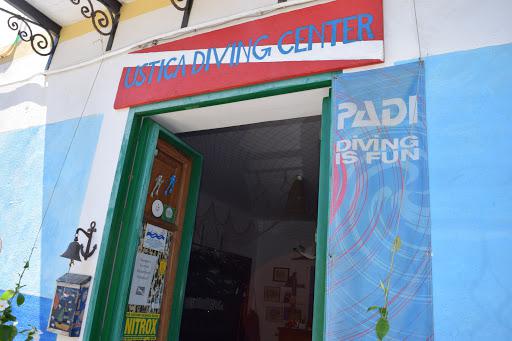 USTICA DIVING CENTER
PADI
DIVING
IS FUN
NITROX